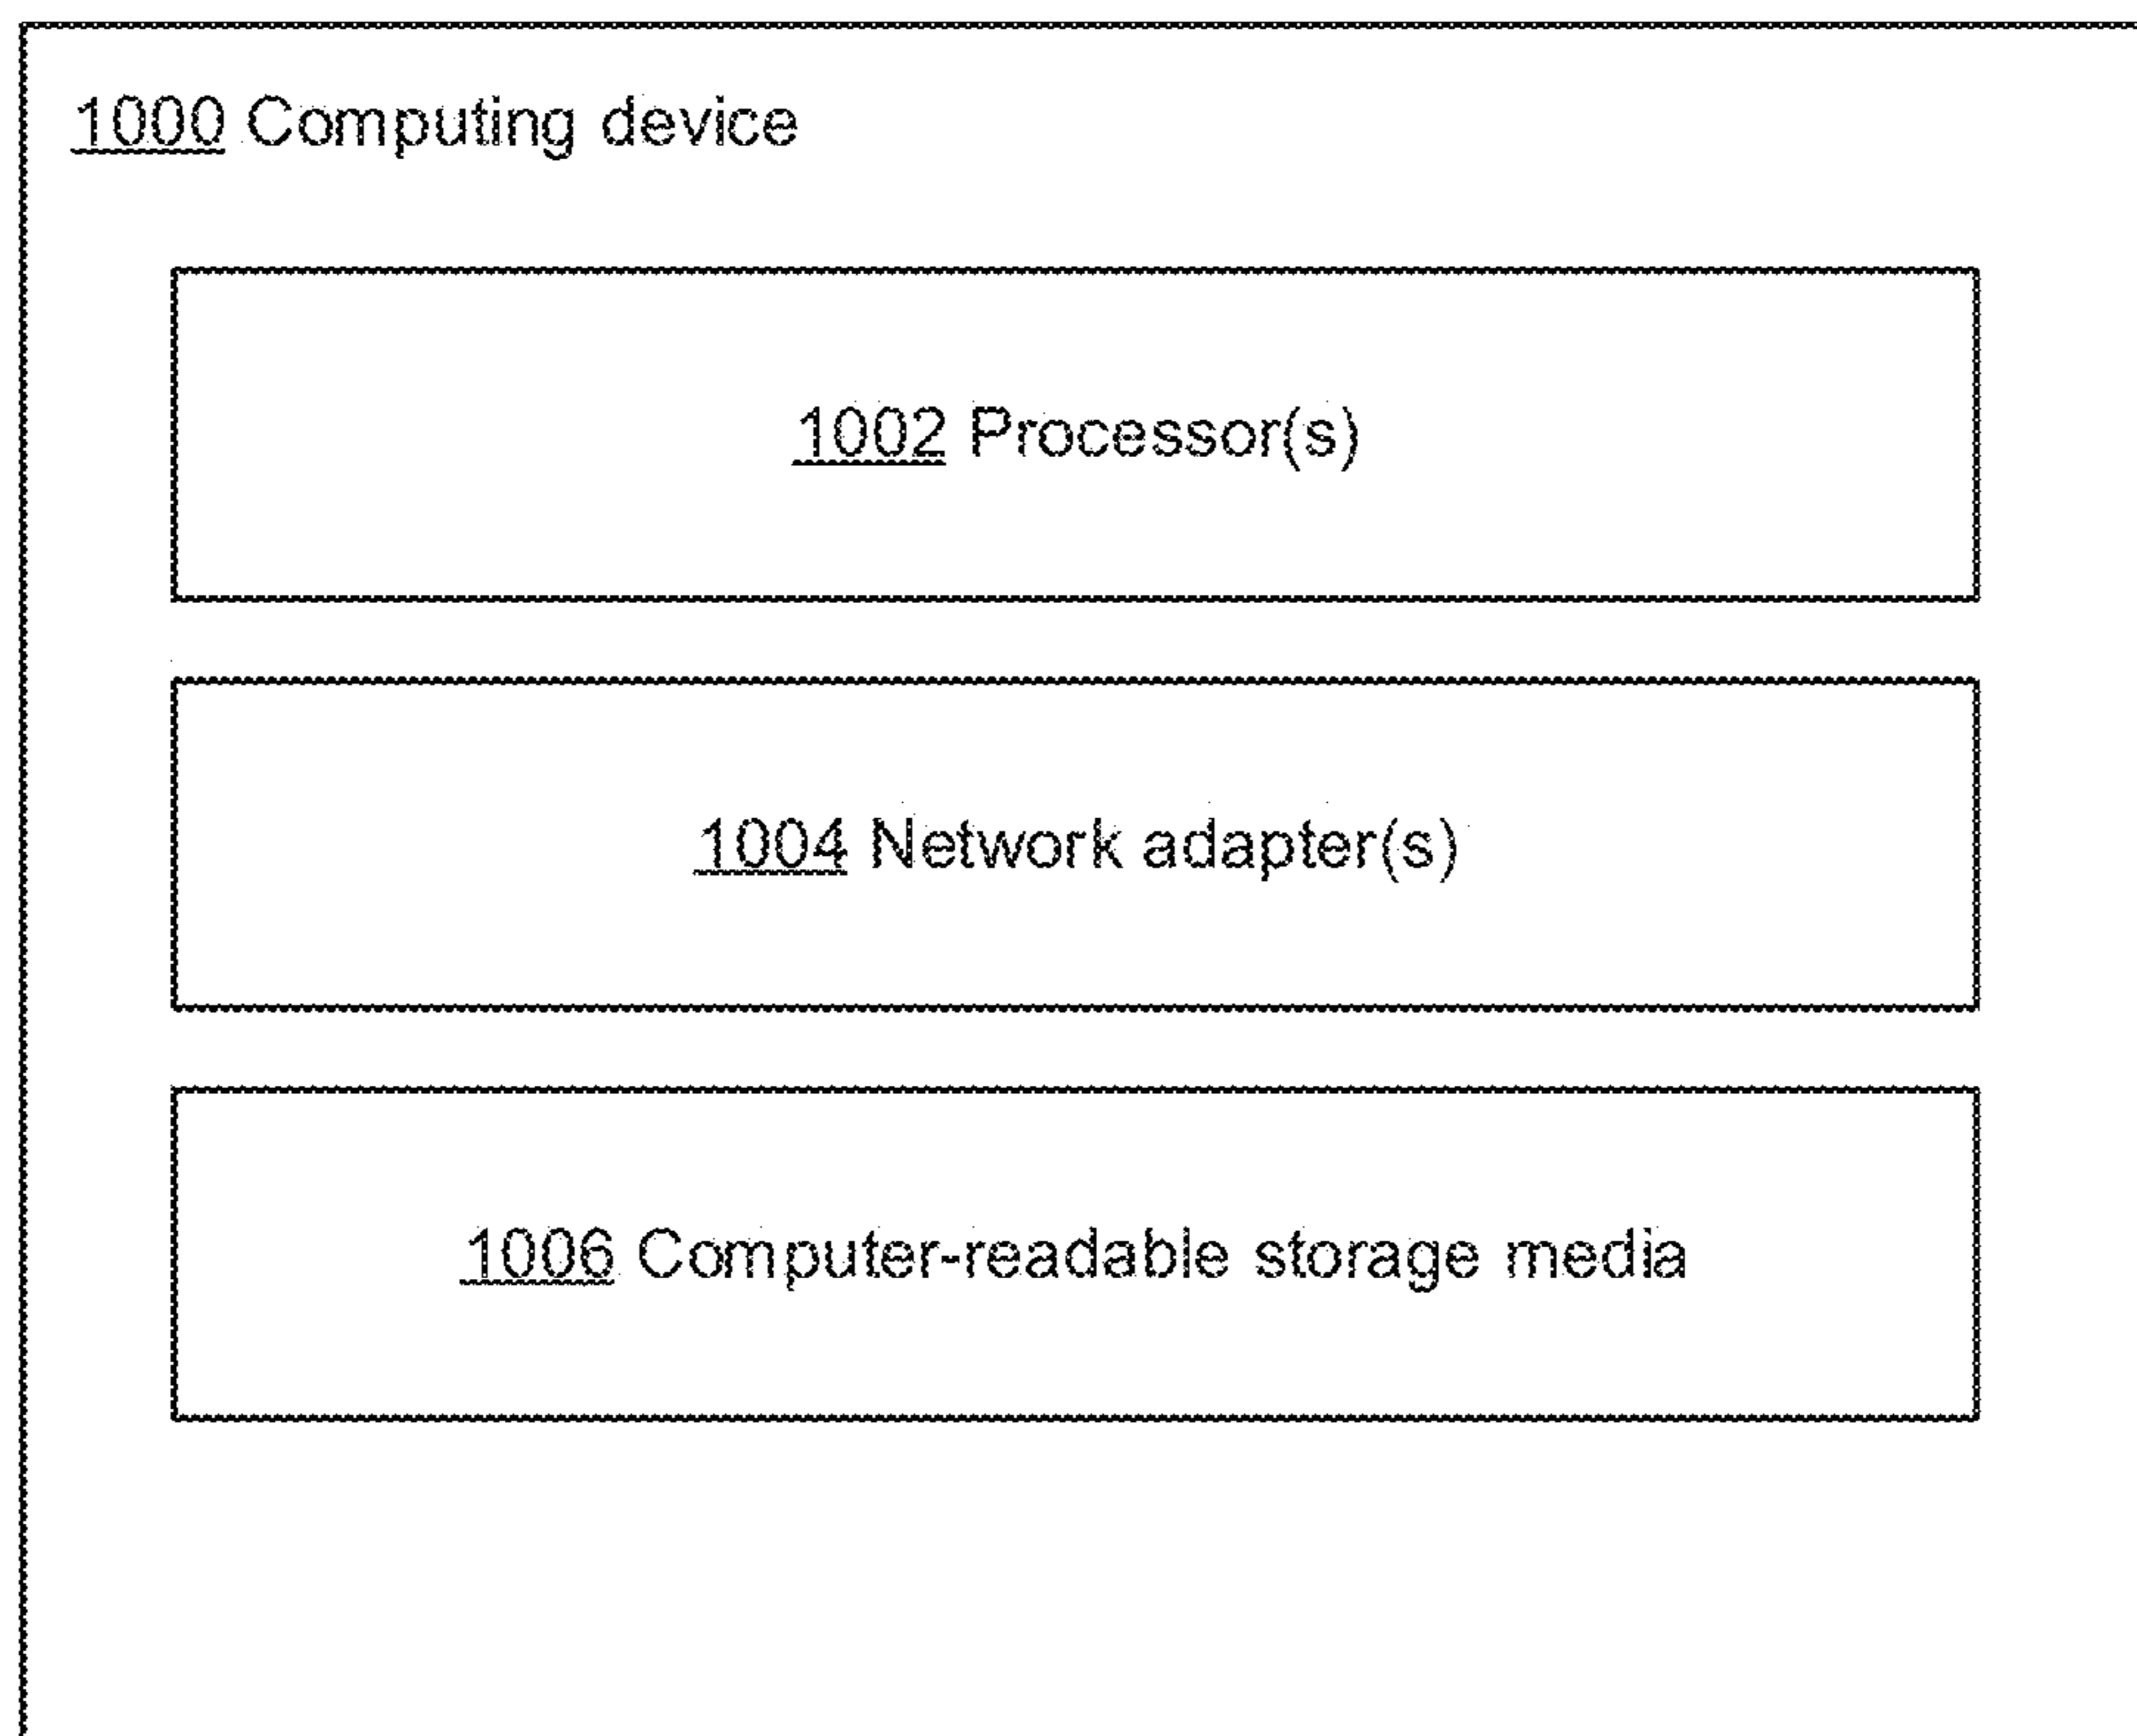 1000 Computing device
1002 Processor(s)
1004 Network adapter(s)
1006 Computer-readable storage media